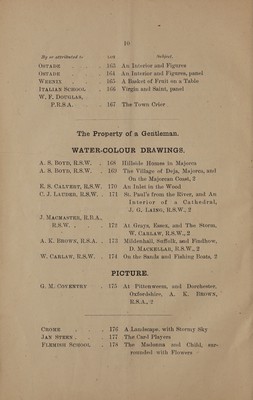 10
By or attributed to LOT Subject.
OSTADE . . 163 An Interior and Figures
OSTADE . . 164 An Interior and Figures, panel
WEENIX . . 165 A Basket of Fruit on a Table
ITALIAN SCHOOL . 166 Virgin and Saint, panel
W. F. DOUGLAS,
P.R.S.A. . 167 The Town Crier
The Property of a Gentleman.
WATER-COLOUR DRAWINGS.
A. S. BOYD, R.S.W. . 168 Hillside Homes in Majorca
A. S. BOYD, R.S.W. . 169 The Village of Deja, Majorca, and
On the Majorcan Coast, 2
R. S. CALVERT, R.S.W. 170 An Inlet in the Wood
C. J. LAUDER, R.S.W. . 171 St. Paul's from the River, and An
Interior of a Cathedral,
J. G. LAING, R.S.W., 2
J. MACMASTER, R.B.A.,
R.S.W. . . . 172 At Grays, Essex, and The Storm,
W. CARLAW, R.S.W., 2
A. K. BROWN, R.S.A. . 173 Mildenhall, Suffolk, and Findhorn,
D. MACKELLAR, R.S.W., 2
W. CARLAW, R.S.W. . 174 On the Sands and Fishing Boats, 2
PICTURE.
G. M. COVENTRY . 175 At Pittenweem, and Dorchester,
Oxfordshire, A. K. BROWN,
R.S.A., 2
CROME . . . 176 A Landscape, with Stormy Sky
JAN STEEN . . . 177 The Card Players
FLEMISH SCHOOL . 178 The Madonna and Child, sur-
rounded with Flowers